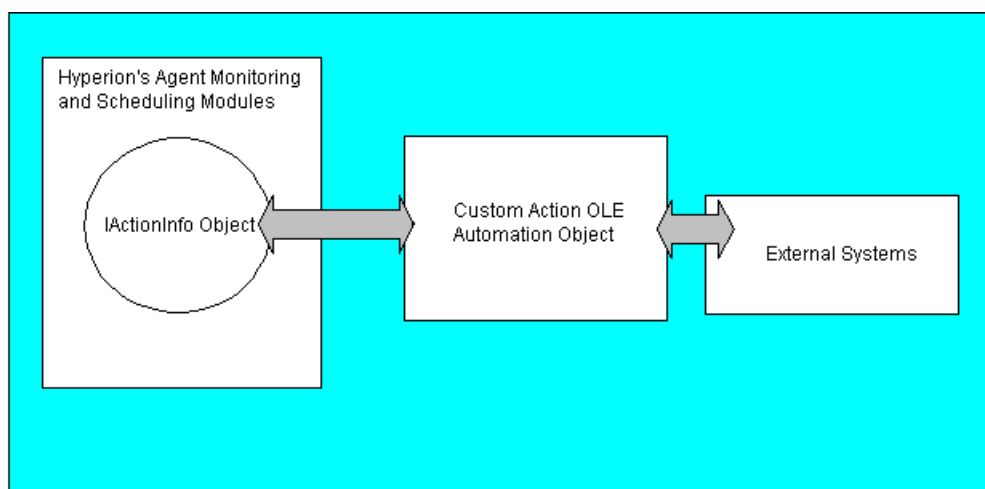 Hyperion's Agent Monitoring
and Scheduling Modules
IActionInfo Object
Custom Action OLE
Automation Object
External Systems